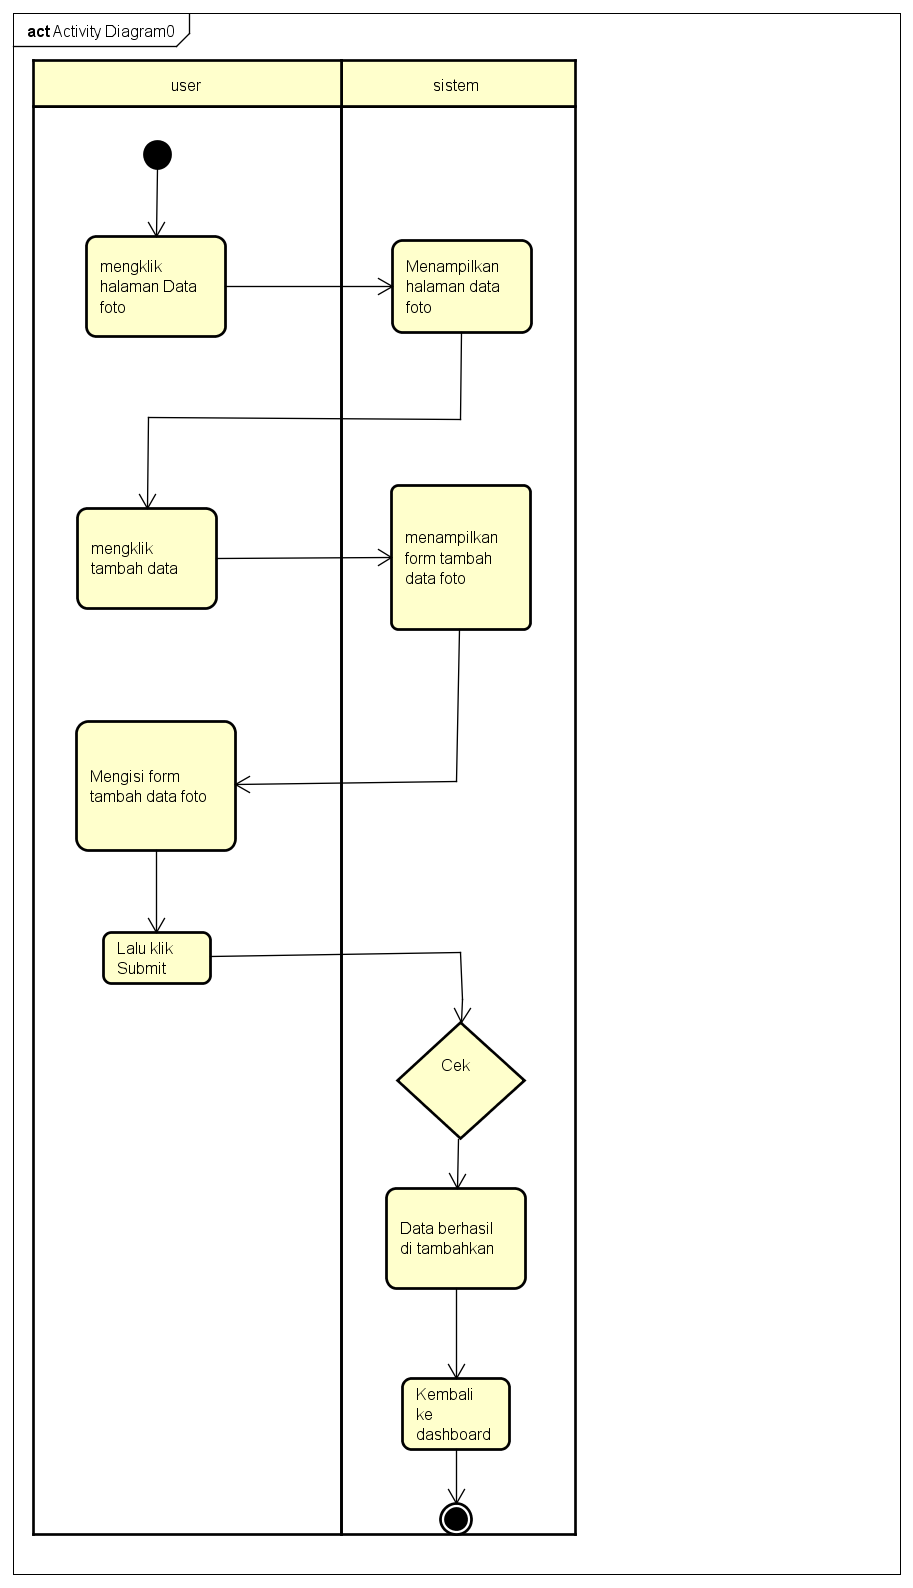 act Activity Diagram0
user
sistem
mengklik
halaman Data
foto
Menampilkan
halaman data
foto
mengklik
tambah data
menampilkan
form tambah
data foto
Mengisi form
tambah data foto
Lalu klik
Submit
Cek
Data berhasil
di tambahkan
Kembali
ke
dashboard